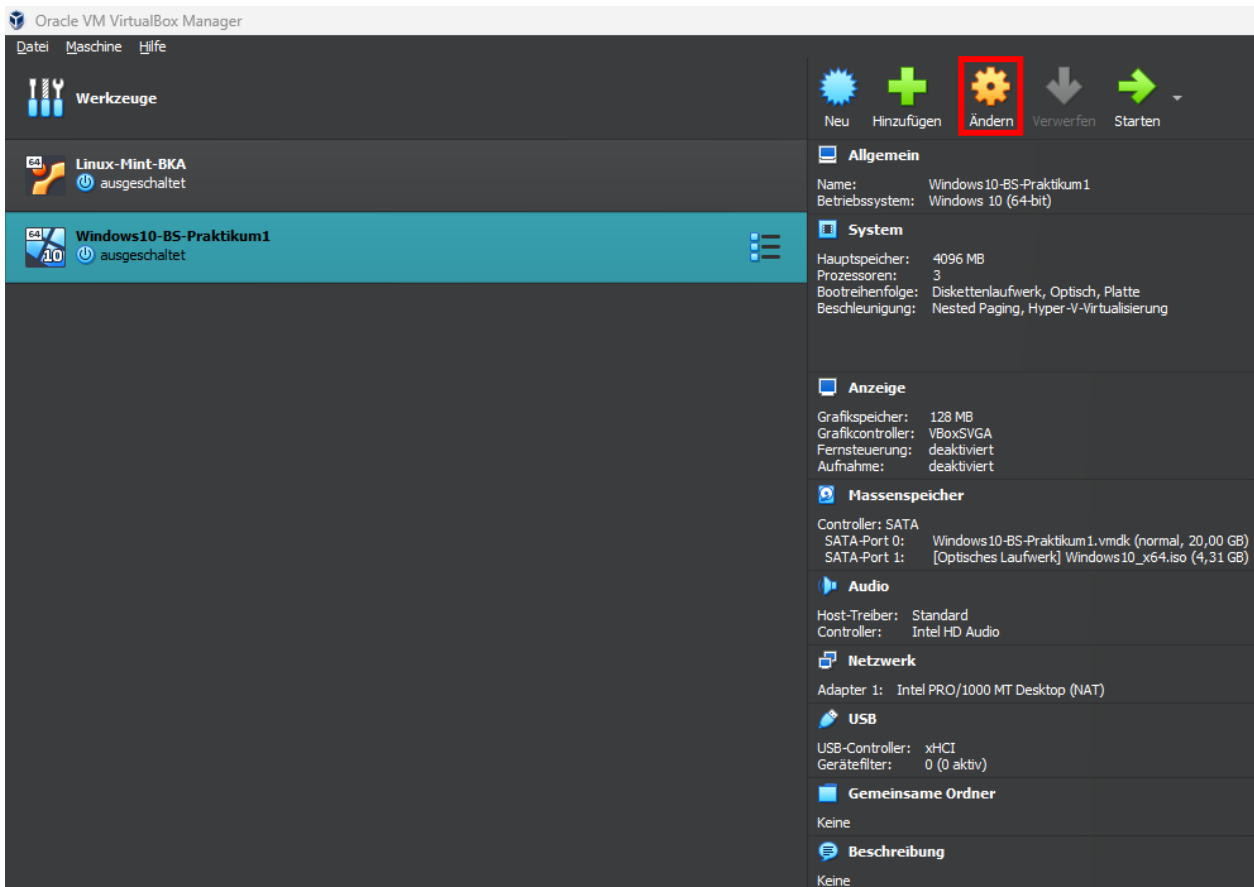 Oracle VM VirtualBox Manager
Datei Maschine Hilfe
Werkzeuge
Neu Hinzufügen Ändern Verwerfen Starten
64
Linux-Mint-BKA
ausgeschaltet
64
10
Windows10-BS-Praktikum1
ausgeschaltet
Allgemein
Name: Windows10-BS-Praktikum1
Betriebssystem: Windows 10 (64-bit)
System
Hauptspeicher: 4096 MB
Prozessoren: 3
Bootreihenfolge: Diskettenlaufwerk, Optisch, Platte
Beschleunigung: Nested Paging, Hyper-V-Virtualisierung
Anzeige
Grafikspeicher: 128 MB
Grafikcontroller: VBoxSVGA
Fernsteuerung: deaktiviert
Aufnahme: deaktiviert
Massenspeicher
Controller: SATA
SATA-Port 0: Windows10-BS-Praktikum1.vmdk (normal, 20,00 GB)
SATA-Port 1: [Optisches Laufwerk] Windows10_x64.iso (4,31 GB)
Audio
Host-Treiber: Standard
Controller: Intel HD Audio
Netzwerk
Adapter 1: Intel PRO/1000 MT Desktop (NAT)
USB
USB-Controller: xHCI
Gerätefilter: 0 (0 aktiv)
Gemeinsame Ordner
Keine
Beschreibung
Keine